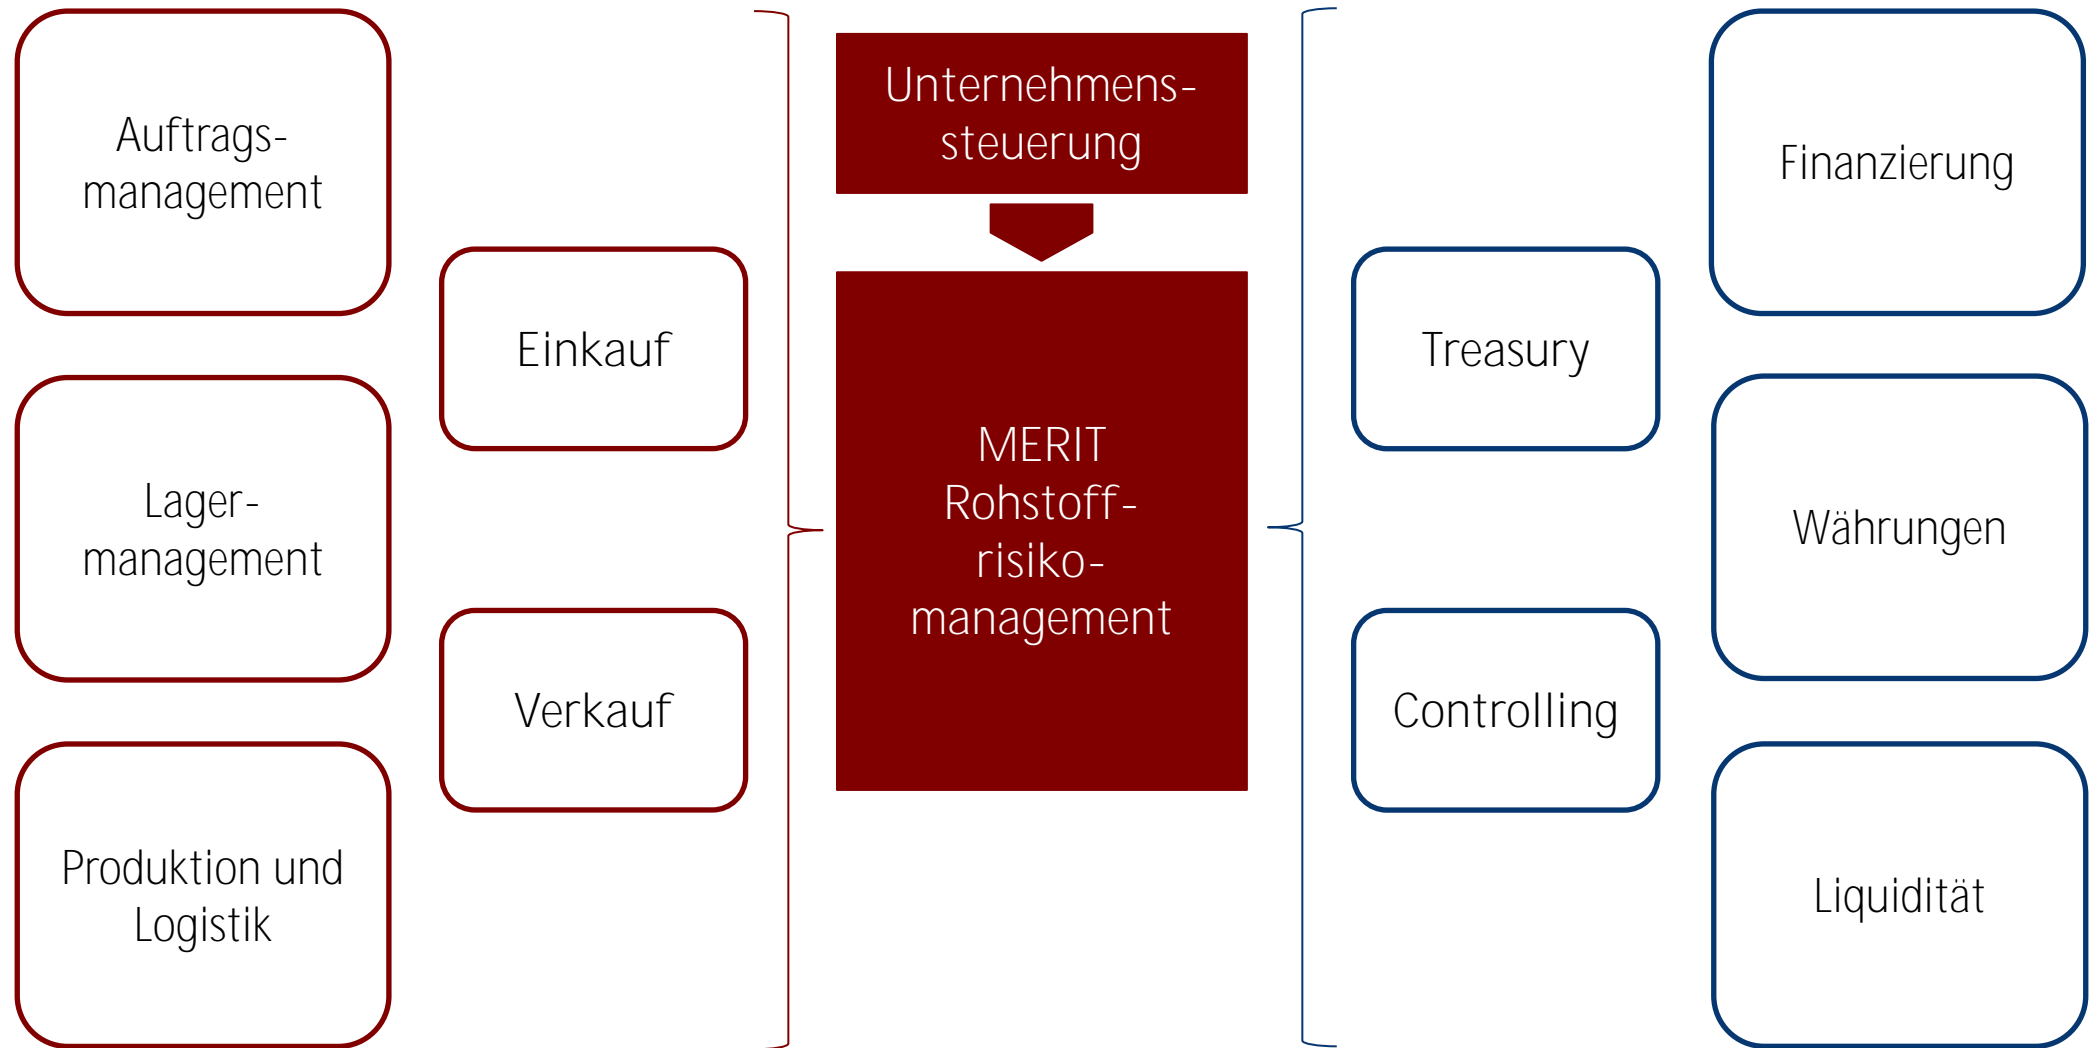 Auftrags-
management
Lager-
management
Produktion und
Logistik
Einkauf
Verkauf
Unternehmens-
steuerung
MERIT
Rohstoff-
risiko-
management
Treasury
Controlling
Finanzierung
Währungen
Liquidität